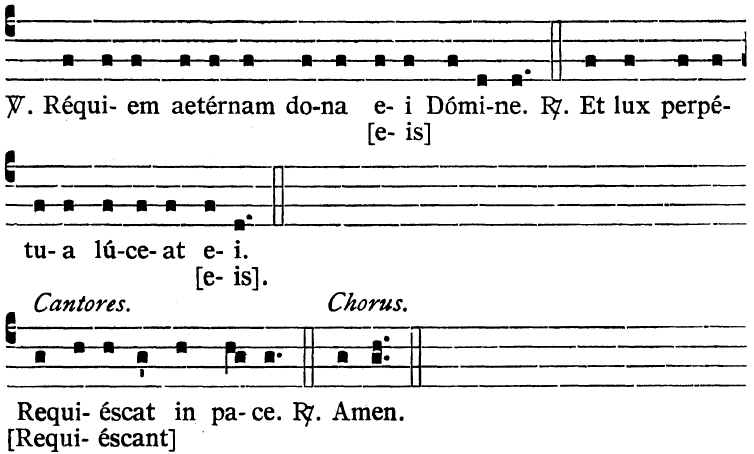 ℣. Réqui- em aetérnam do-na e- i Dómi-ne. ℟. Et lux perpé-
[e- is]
tu- a lú-ce- at e- i.
[e- is].
Cantores. Chorus.
Requi- éscat in pa- ce. ℟. Amen.
[Requi- éscant]